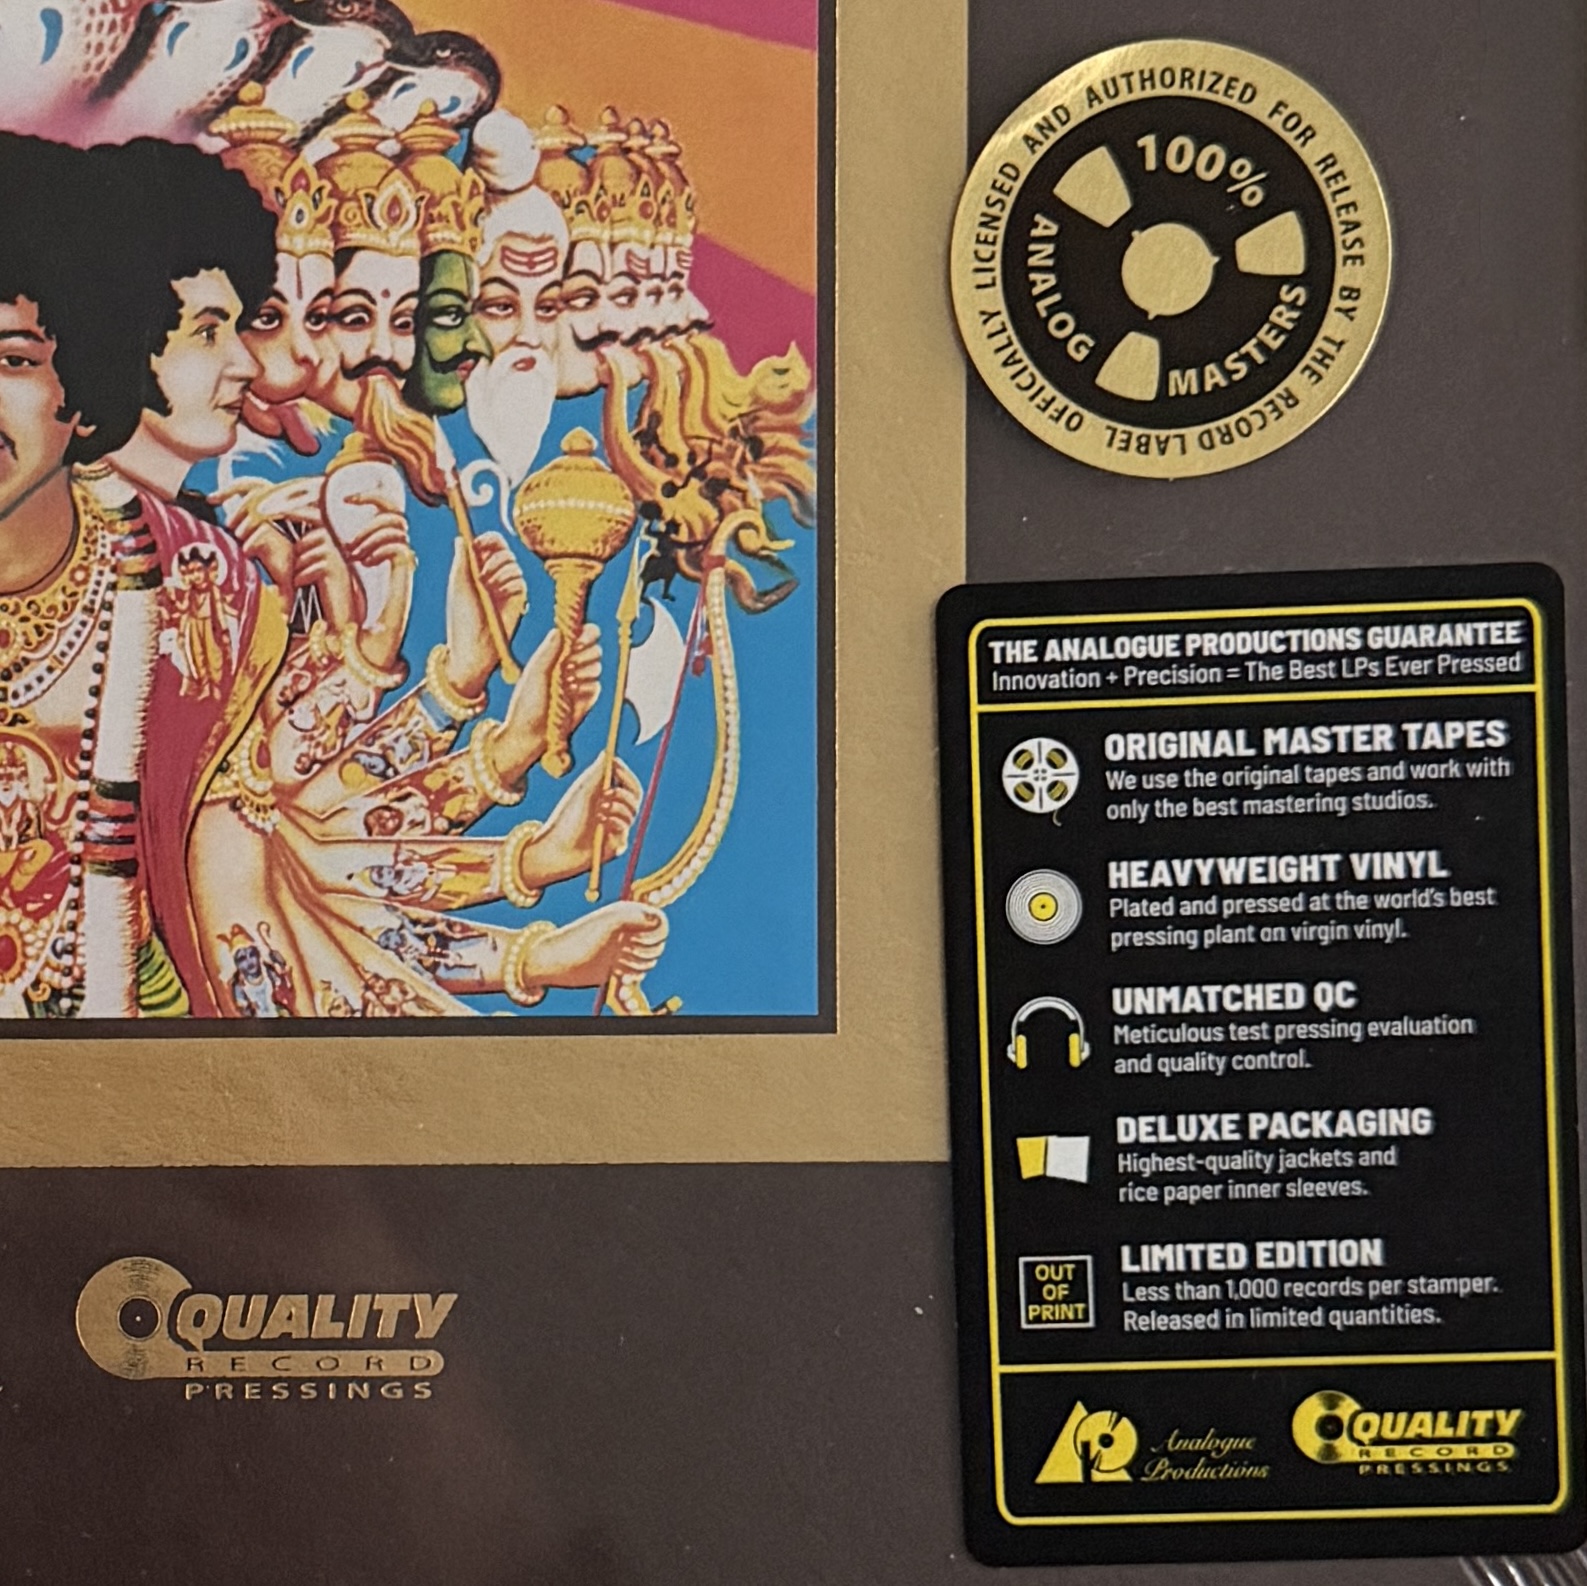 OFFICIALLY LICENSED AND AUTHORIZED FOR RELEASE BY THE RECORD LABEL
100%
ANALOG
MASTERS
THE ANALOGUE PRODUCTIONS GUARANTEE
Innovation + Precision = The Best LPs Ever Pressed
ORIGINAL MASTER TAPES
We use the original tapes and work with
only the best mastering studios.
HEAVYWEIGHT VINYL
Plated and pressed at the world's best
pressing plant on virgin vinyl.
UNMATCHED QC
Meticulous test pressing evaluation
and quality control.
DELUXE PACKAGING
Highest-quality jackets and
rice paper inner sleeves.
OUT
OF
PRINT
LIMITED EDITION
Less than 1,000 records per stamper.
Released in limited quantities.
AP
Analogue
Productions
QUALITY
RECORD
PRESSINGS
QUALITY
RECORD
PRESSINGS